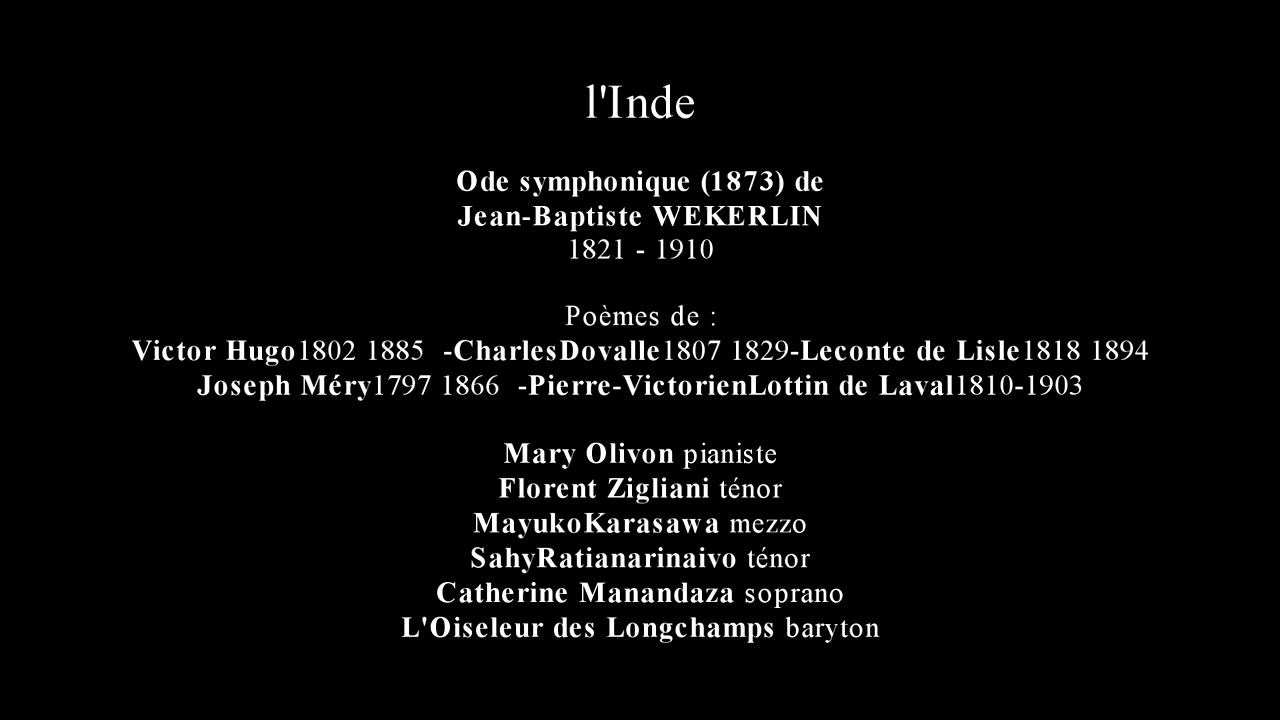 l'Inde
Ode symphonique (1873) de
Jean-Baptiste WEKERLIN
1821 - 1910
Poèmes de :
Victor Hugo1802 1885 -CharlesDovalle1807 1829-Leconte de Lisle1818 1894
Joseph Méry1797 1866 -Pierre-VictorienLottin de Laval1810-1903
Mary Olivon pianiste
Florent Zigliani ténor
MayukoKarasawa mezzo
SahyRatianarinaivo ténor
Catherine Manandaza soprano
L'Oiseleur des Longchamps baryton